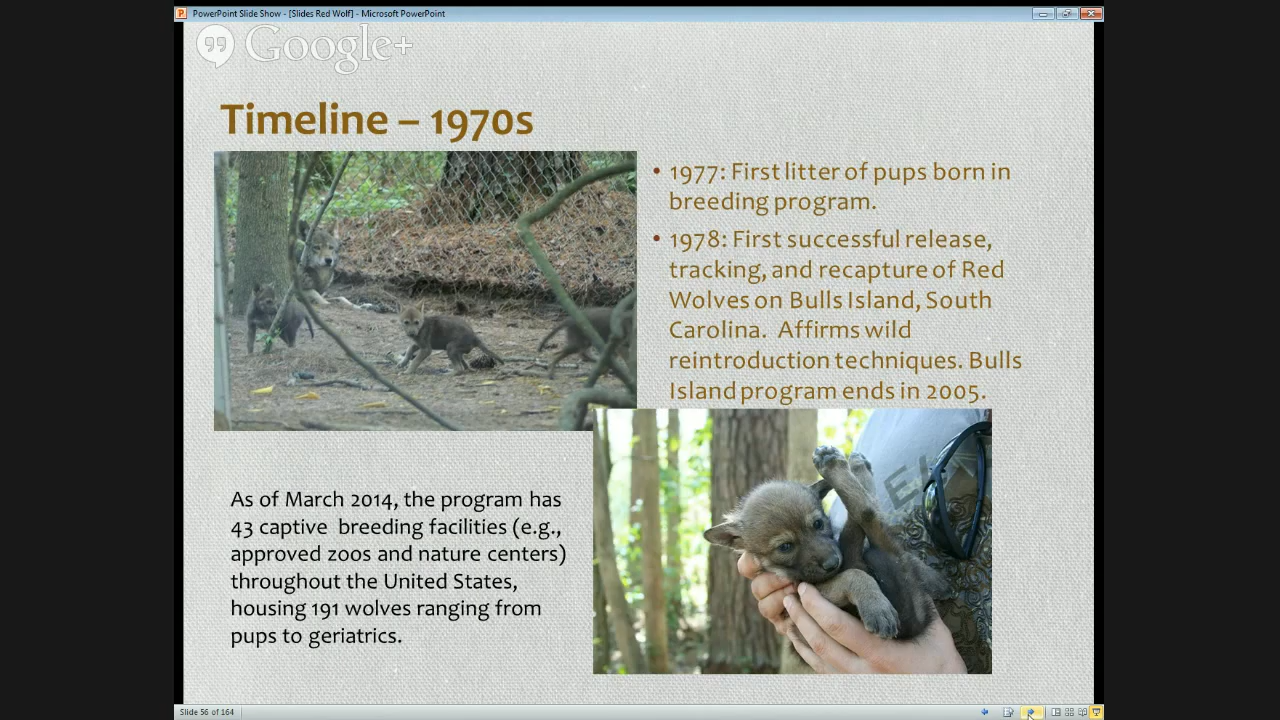 PowerPoint Slide Show - [Slides Red Wolf] - Microsoft PowerPoint
Google+
Timeline – 1970s
• 1977: First litter of pups born in
breeding program.
• 1978: First successful release,
tracking, and recapture of Red
Wolves on Bulls Island, South
Carolina.  Affirms wild
reintroduction techniques. Bulls
Island program ends in 2005.
As of March 2014, the program has
43 captive  breeding facilities (e.g.,
approved zoos and nature centers)
throughout the United States,
housing 191 wolves ranging from
pups to geriatrics.
Slide 56 of 164